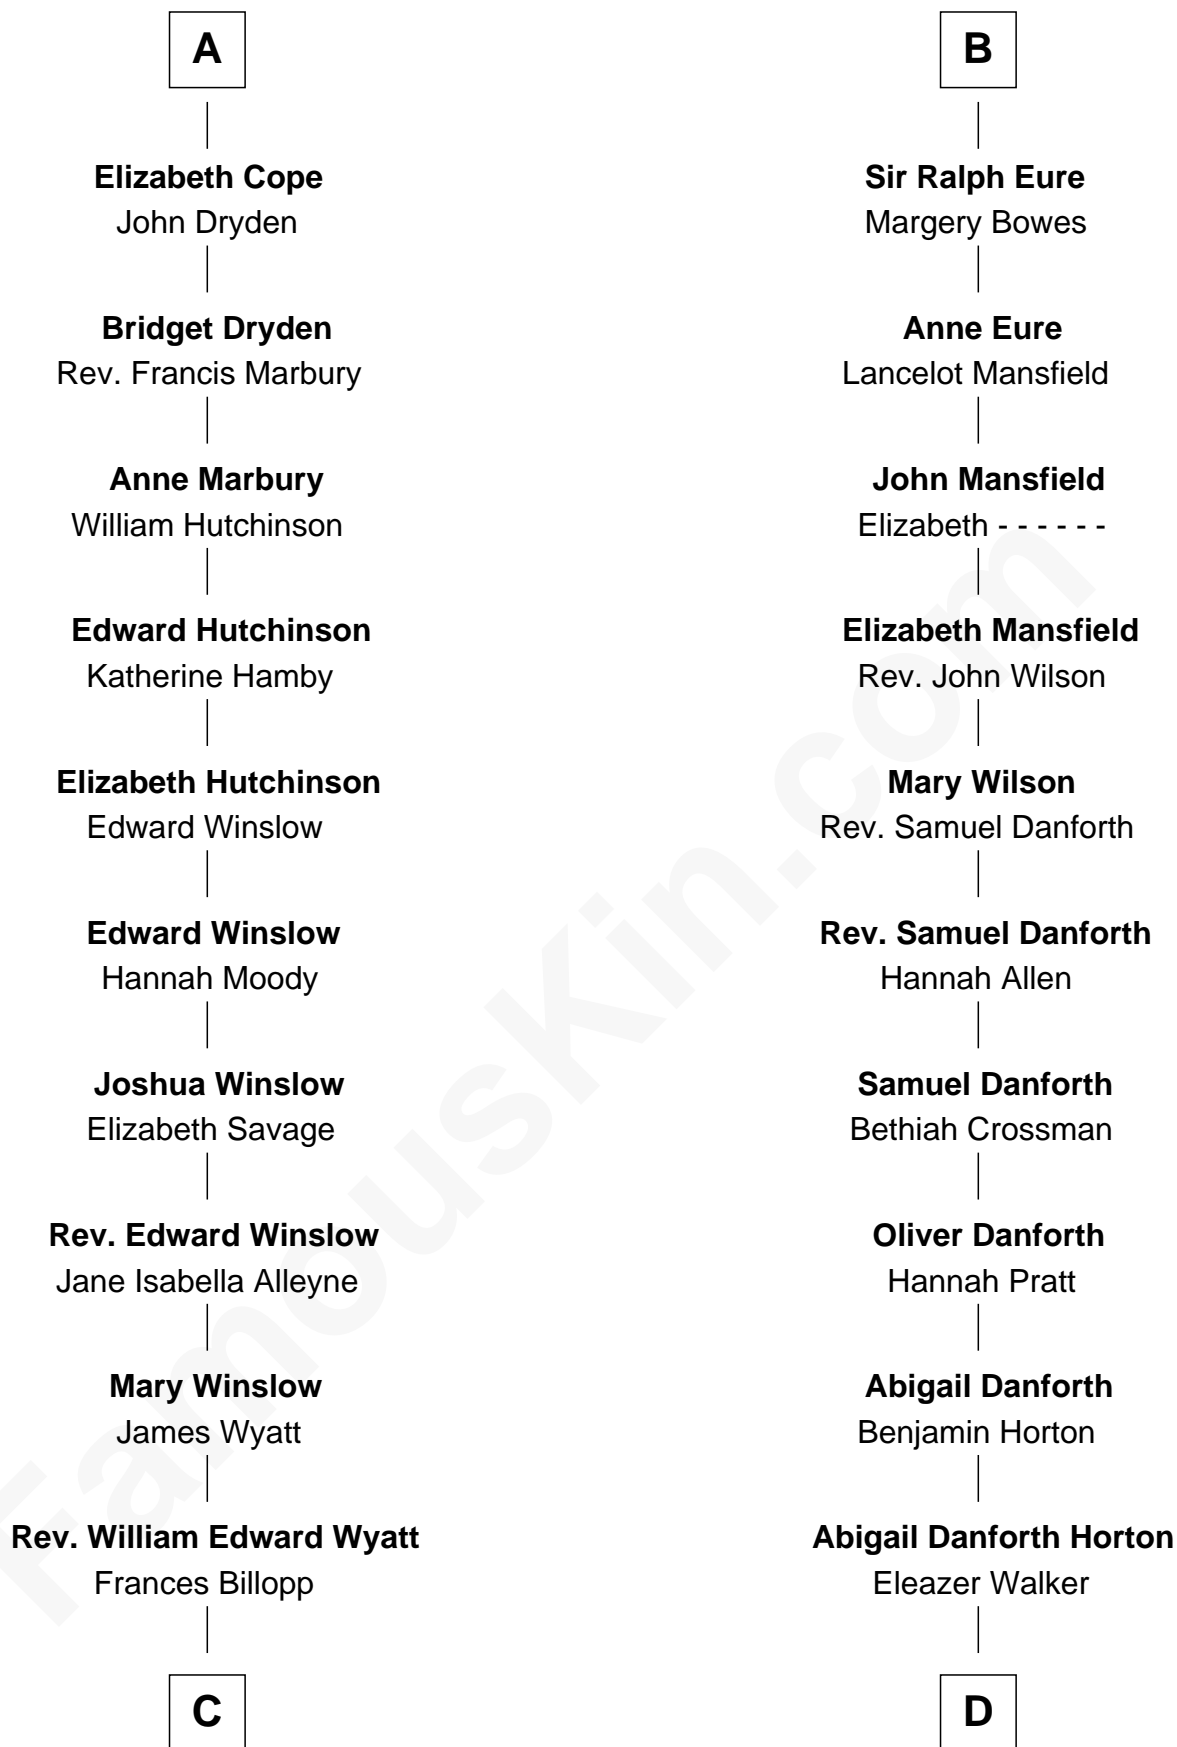 A
Elizabeth Cope
John Dryden
Bridget Dryden
Rev. Francis Marbury
Anne Marbury
William Hutchinson
Edward Hutchinson
Katherine Hamby
Elizabeth Hutchinson
Edward Winslow
Edward Winslow
Hannah Moody
Joshua Winslow
Elizabeth Savage
Rev. Edward Winslow
Jane Isabella Alleyne
Mary Winslow
James Wyatt
Rev. William Edward Wyatt
Frances Billopp
C
B
Sir Ralph Eure
Margery Bowes
Anne Eure
Lancelot Mansfield
John Mansfield
Elizabeth - - - - - -
Elizabeth Mansfield
Rev. John Wilson
Mary Wilson
Rev. Samuel Danforth
Rev. Samuel Danforth
Hannah Allen
Samuel Danforth
Bethiah Crossman
Oliver Danforth
Hannah Pratt
Abigail Danforth
Benjamin Horton
Abigail Danforth Horton
Eleazer Walker
D
FamousKin.com